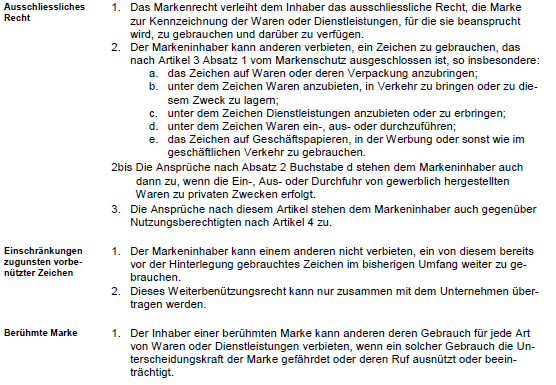 Ausschliessliches
Recht
1. Das Markenrecht verleiht dem Inhaber das ausschliessliche Recht, die Marke
zur Kennzeichnung der Waren oder Dienstleistungen, für die sie beansprucht
wird, zu gebrauchen und darüber zu verfügen.
2. Der Markeninhaber kann anderen verbieten, ein Zeichen zu gebrauchen, das
nach Artikel 3 Absatz 1 vom Markenschutz ausgeschlossen ist, so insbesondere:
a. das Zeichen auf Waren oder deren Verpackung anzubringen;
b. unter dem Zeichen Waren anzubieten, in Verkehr zu bringen oder zu die-
sem Zweck zu lagern;
c. unter dem Zeichen Dienstleistungen anzubieten oder zu erbringen;
d. unter dem Zeichen Waren ein-, aus- oder durchzuführen;
e. das Zeichen auf Geschäftspapieren, in der Werbung oder sonst wie im
geschäftlichen Verkehr zu gebrauchen.
2bis Die Ansprüche nach Absatz 2 Buchstabe d stehen dem Markeninhaber auch
dann zu, wenn die Ein-, Aus- oder Durchfuhr von gewerblich hergestellten
Waren zu privaten Zwecken erfolgt.
3. Die Ansprüche nach diesem Artikel stehen dem Markeninhaber auch gegenüber
Nutzungsberechtigten nach Artikel 4 zu.
Einschränkungen
zugunsten vorbe-
nützter Zeichen
1. Der Markeninhaber kann einem anderen nicht verbieten, ein von diesem bereits
vor der Hinterlegung gebrauchtes Zeichen im bisherigen Umfang weiter zu ge-
brauchen.
2. Dieses Weiterbenützungsrecht kann nur zusammen mit dem Unternehmen über-
tragen werden.
Berühmte Marke
1. Der Inhaber einer berühmten Marke kann anderen deren Gebrauch für jede Art
von Waren oder Dienstleistungen verbieten, wenn ein solcher Gebrauch die Un-
terscheidungskraft der Marke gefährdet oder deren Ruf ausnützt oder beein-
trächtigt.